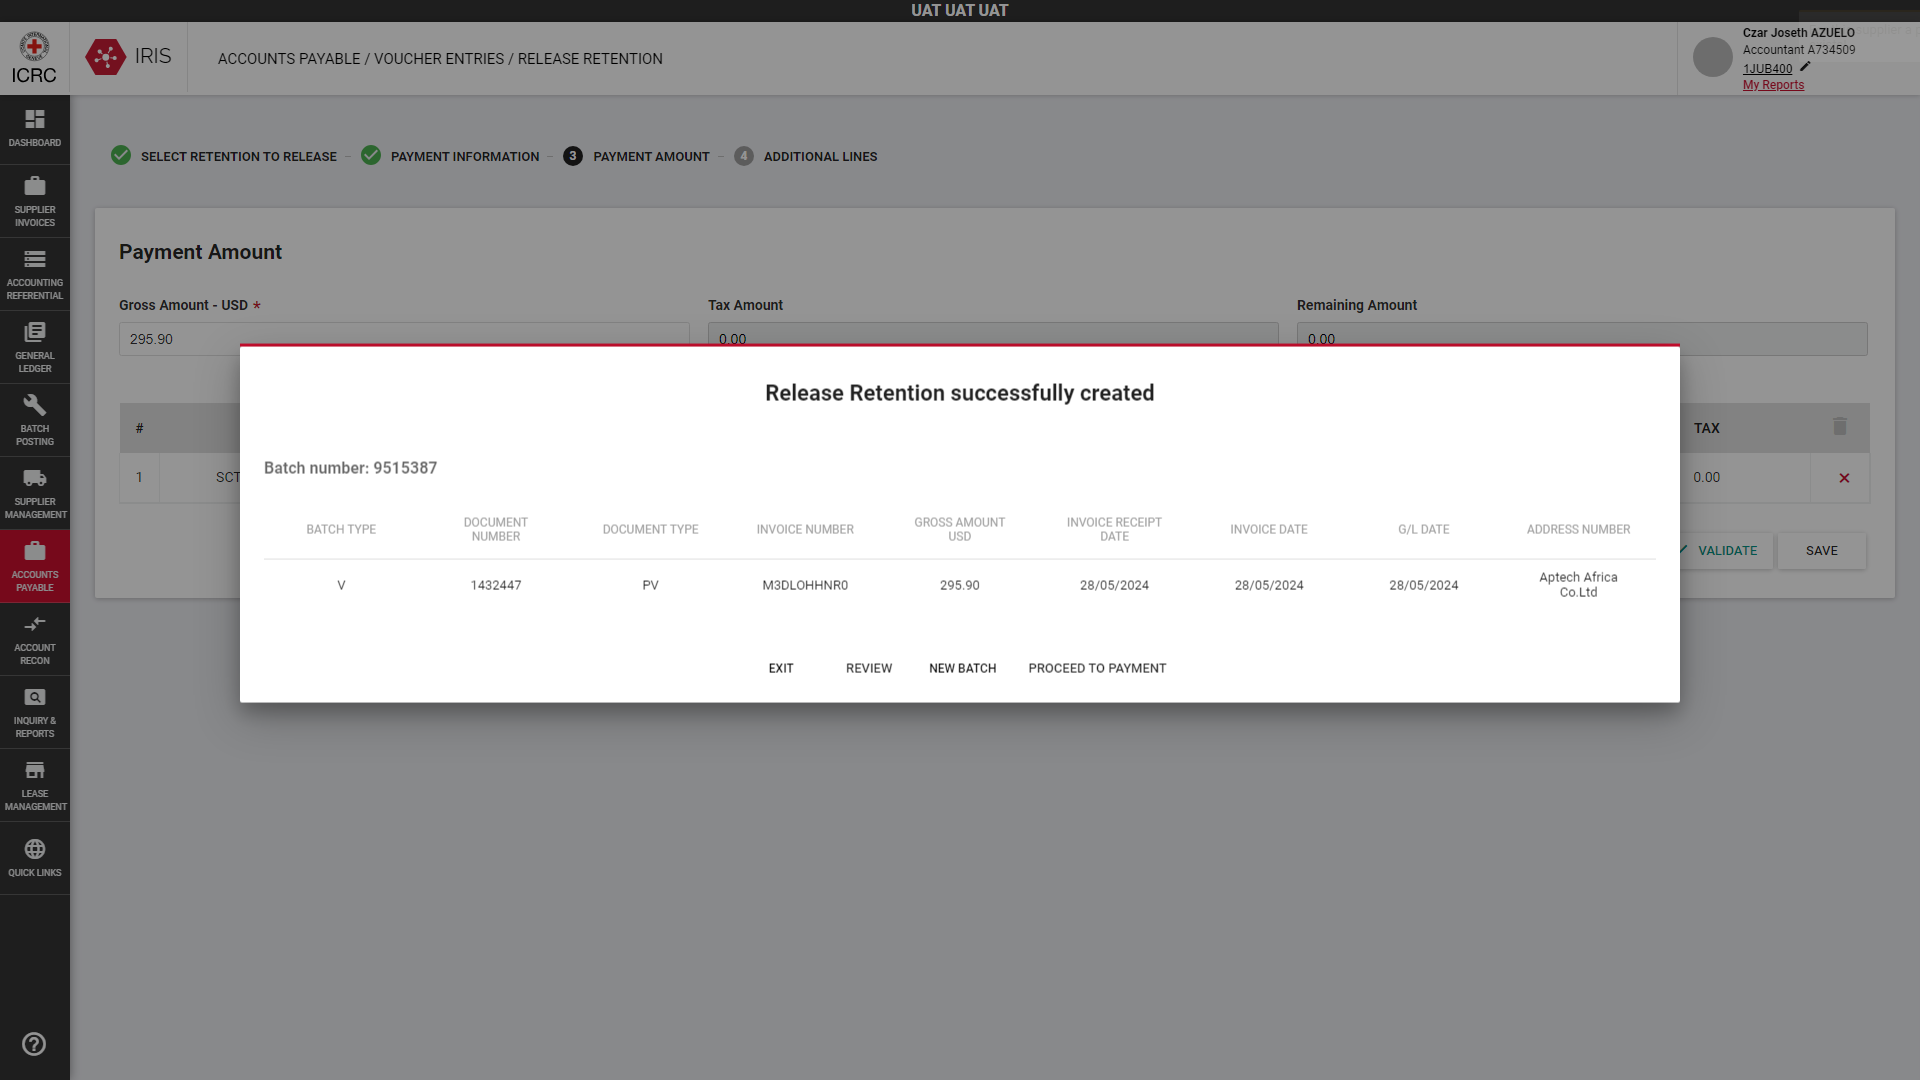 UAT UAT UAT
ICRC
IRIS
ACCOUNTS PAYABLE / VOUCHER ENTRIES / RELEASE RETENTION
Czar Joseth AZUELO
Accountant A734509
1JUB400
My Reports
DASHBOARD
SUPPLIER
INVOICES
ACCOUNTING
REFERENTIAL
GENERAL
LEDGER
BATCH
POSTING
SUPPLIER
MANAGEMENT
ACCOUNTS
PAYABLE
ACCOUNT
RECON
INQUIRY &
REPORTS
LEASE
MANAGEMENT
QUICK LINKS
SELECT RETENTION TO RELEASE – PAYMENT INFORMATION – 3 PAYMENT AMOUNT – 4 ADDITIONAL LINES
Payment Amount
Gross Amount - USD * Tax Amount Remaining Amount
295.90 0.00 0.00
# TAX
1 SCT 0.00
VALIDATE SAVE
Release Retention successfully created
Batch number: 9515387
BATCH TYPE DOCUMENT NUMBER DOCUMENT TYPE INVOICE NUMBER GROSS AMOUNT USD INVOICE RECEIPT DATE INVOICE DATE G/L DATE ADDRESS NUMBER
V 1432447 PV M3DLOHHNR0 295.90 28/05/2024 28/05/2024 28/05/2024 Aptech Africa Co.Ltd
EXIT REVIEW NEW BATCH PROCEED TO PAYMENT